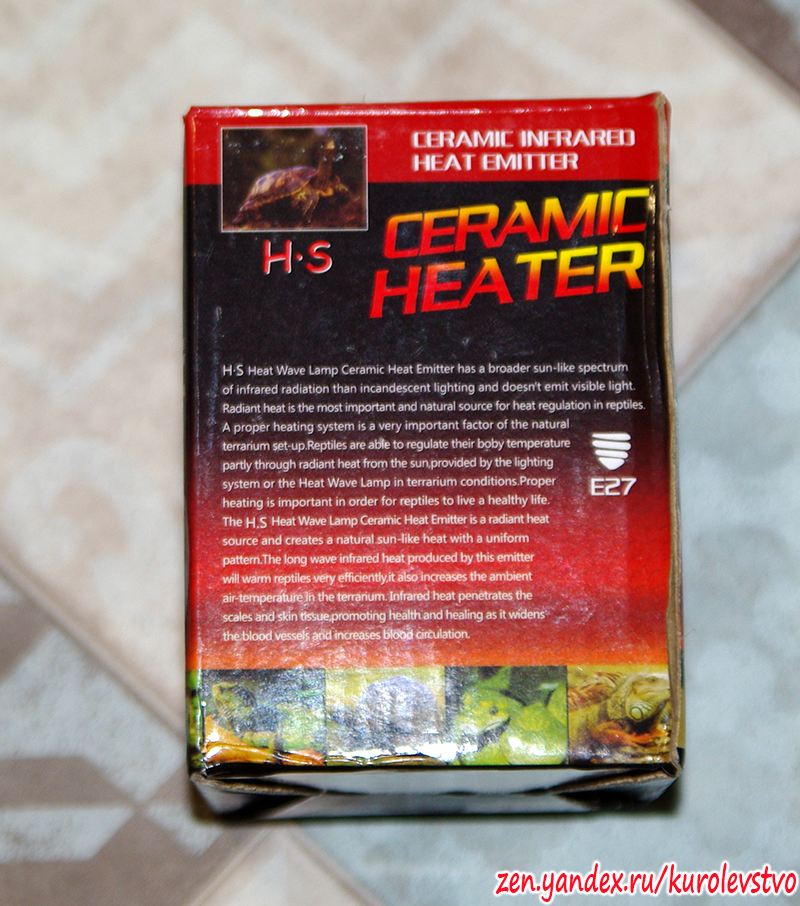 CERAMIC INFRARED
HEAT EMITTER
H·S
CERAMIC
HEATER
H·S Heat Wave Lamp Ceramic Heat Emitter has a broader sun-like spectrum
of infrared radiation than incandescent lighting and doesn't emit visible light.
Radiant heat is the most important and natural source for heat regulation in reptiles.
A proper heating system is a very important factor of the natural
terrarium set-up.Reptiles are able to regulate their boby temperature
partly through radiant heat from the sun,provided by the lighting
system or the Heat Wave Lamp in terrarium conditions.Proper
heating is important in order for reptiles to live a healthy life.
The H.S Heat Wave Lamp Ceramic Heat Emitter is a radiant heat
source and creates a natural sun-like heat with a uniform
pattern.The long wave infrared heat produced by this emitter
will warm reptiles very efficiently,it also increases the ambient
air-temperature in the terrarium. Infrared heat penetrates the
scales and skin tissue,promoting health and healing as it widens
the blood vessels and increases blood circulation.
E27
zen.yandex.ru/kurolevstvo